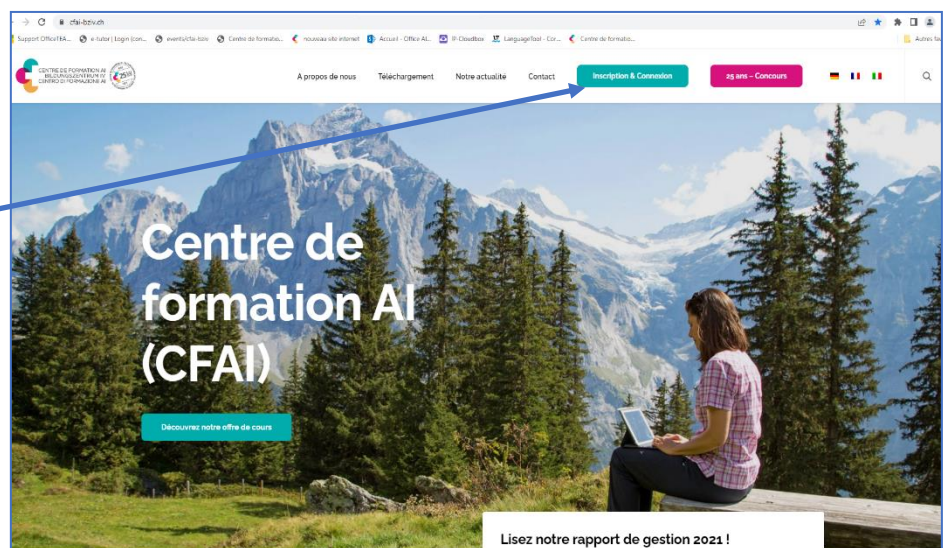 cfai-bziv.ch
Support OfficeTEA...
e-tutor | Login (con...
events/cfai-bziv
Centre de formatio...
nouveau site internet
Accueil - Office AI...
IP-Cloudbox
LanguageTool - Cor...
Centre de formatio...
Autres fav
CENTRE DE FORMATION AI
BILDUNGSZENTRUM IV
CENTRO DI FORMAZIONE AI
25
A propos de nous
Téléchargement
Notre actualité
Contact
Inscription & Connexion
25 ans – Concours
Centre de
formation AI
(CFAI)
Découvrez notre offre de cours
Lisez notre rapport de gestion 2021 !